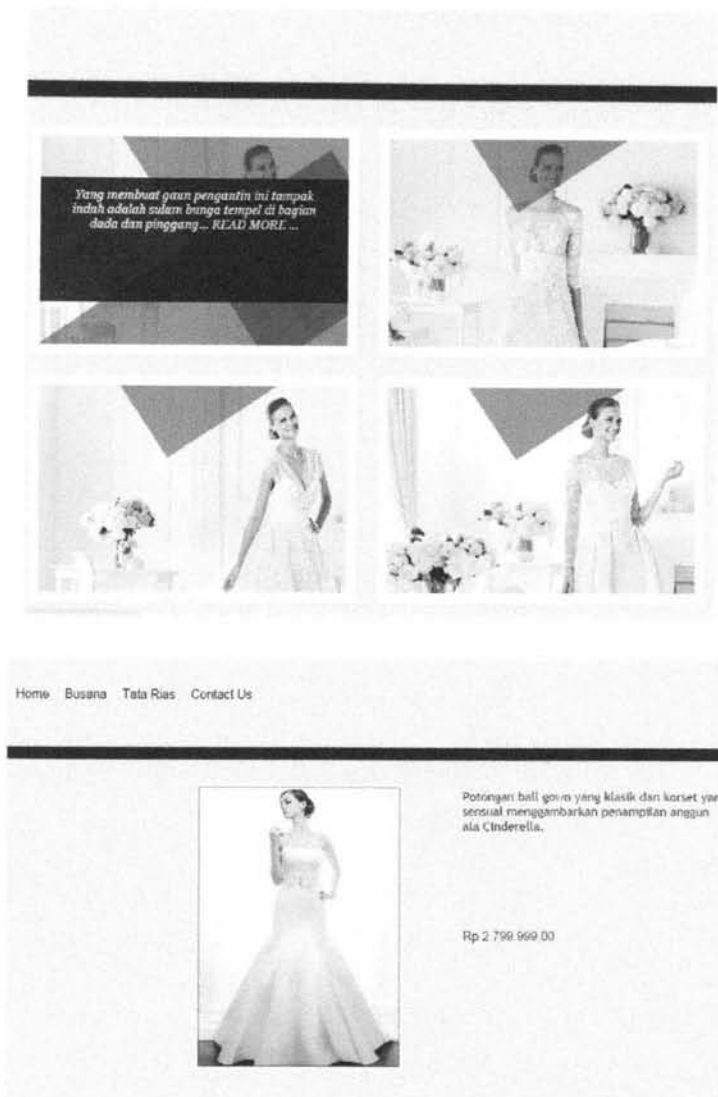 Yang membuat gaun pengantin ini tampak
indah adalah sulam bunga tempel di bagian
dada dan pinggang... READ MORE ...
Home Busana Tata Rias Contact Us
Potongan ball gown yang klasik dan korset yan
sensual menggambarkan penampilan anggun
ala Cinderella.
Rp 2.799.999.00